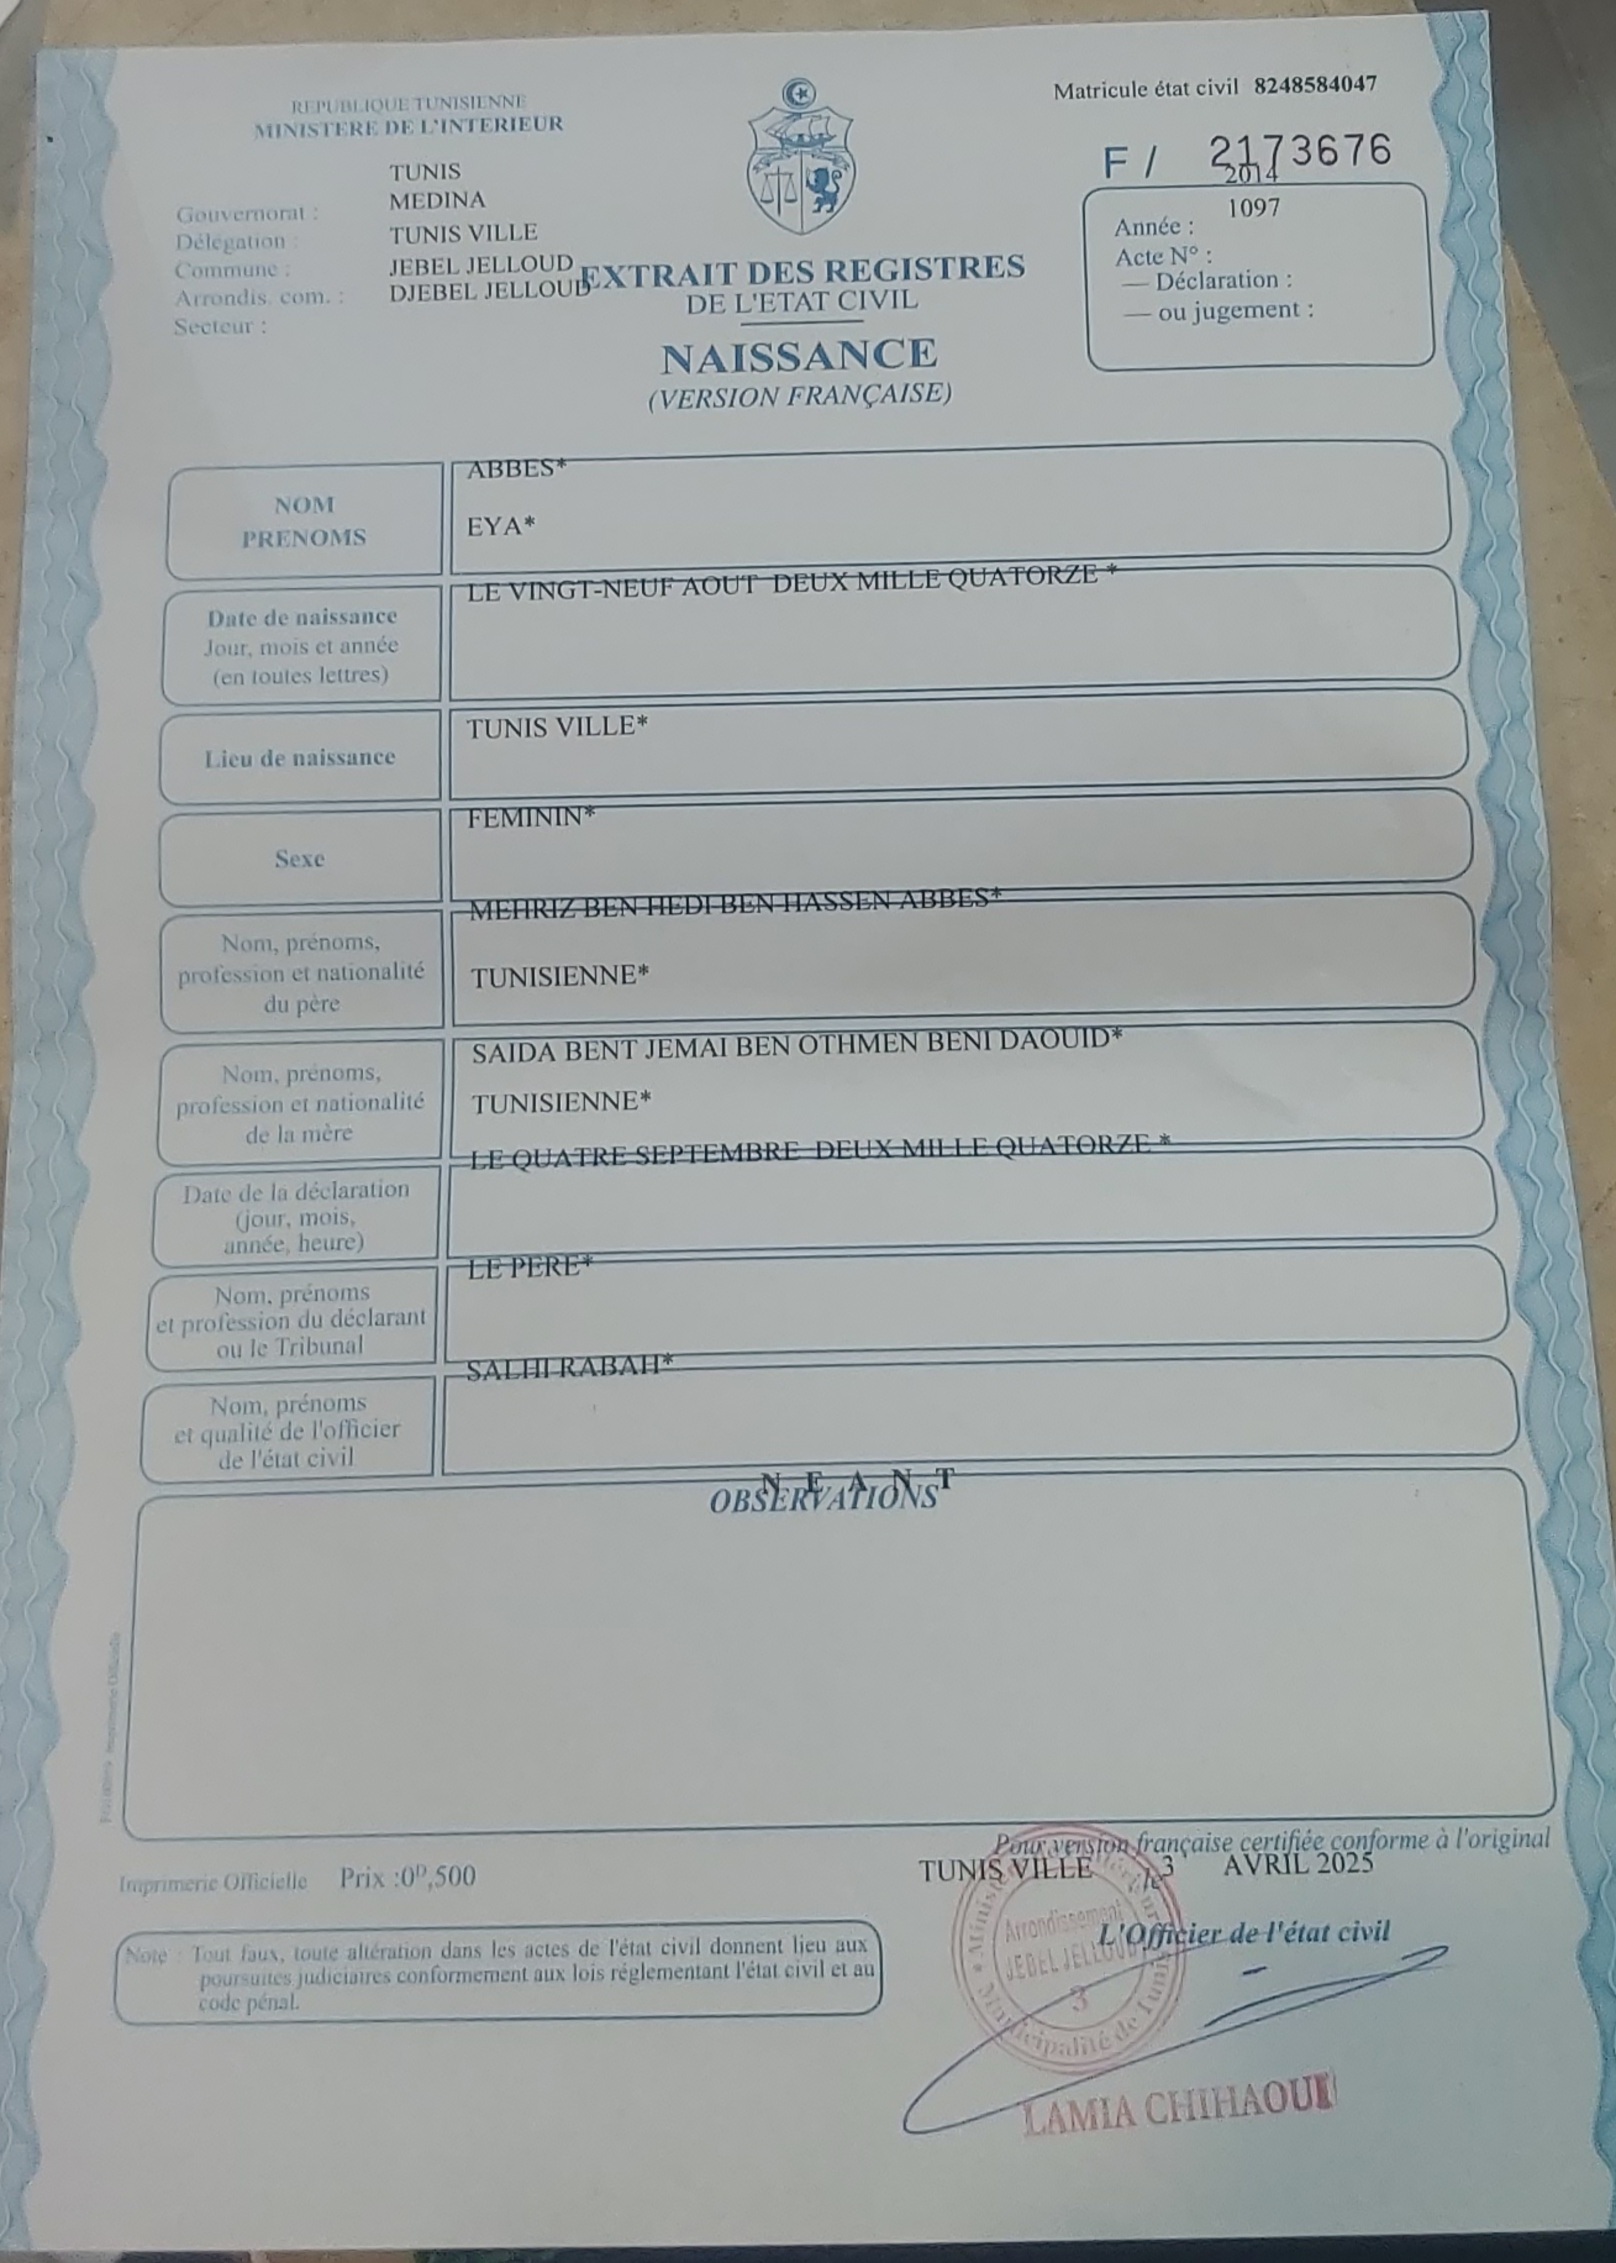 REPUBLIQUE TUNISIENNE
MINISTERE DE L'INTERIEUR
Matricule état civil 8248584047
F / 2173676
TUNIS
MEDINA
TUNIS VILLE
JEBEL JELLOUD
DJEBEL JELLOUD
Gouvernorat :
Délégation :
Commune :
Arrondis. com. :
Secteur :
2014
1097
Année :
Acte N° :
— Déclaration :
— ou jugement :
EXTRAIT DES REGISTRES
DE L'ETAT CIVIL
NAISSANCE
(VERSION FRANÇAISE)
NOM
PRENOMS
ABBES*
EYA*
Date de naissance
Jour, mois et année
(en toutes lettres)
LE VINGT-NEUF AOUT DEUX MILLE QUATORZE *
Lieu de naissance
TUNIS VILLE*
Sexe
FEMININ*
Nom, prénoms,
profession et nationalité
du père
MEHRIZ BEN HEDI BEN HASSEN ABBES*
TUNISIENNE*
Nom, prénoms,
profession et nationalité
de la mère
SAIDA BENT JEMAI BEN OTHMEN BENI DAOUID*
TUNISIENNE*
Date de la déclaration
(jour, mois,
année, heure)
LE QUATRE SEPTEMBRE DEUX MILLE QUATORZE *
Nom, prénoms
et profession du déclarant
ou le Tribunal
LE PERE*
Nom, prénoms
et qualité de l'officier
de l'état civil
SALHI RABAH*
N E A N T
OBSERVATIONS
Imprimerie Officielle
Pour version française certifiée conforme à l'original
TUNIS VILLE , le 3 AVRIL 2025
Imprimerie Officielle Prix :0ᴰ,500
L'Officier de l'état civil
Arrondissement
JEBEL JELLOUD
3
Municipalité de Tunis
Note : Tout faux, toute altération dans les actes de l'état civil donnent lieu aux
poursuites judiciaires conformement aux lois réglementant l'état civil et au
code pénal.
LAMIA CHIHAOUI